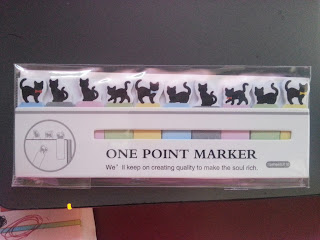 ONE POINT MARKER
We'll keep on creating quality to make the soul rich.